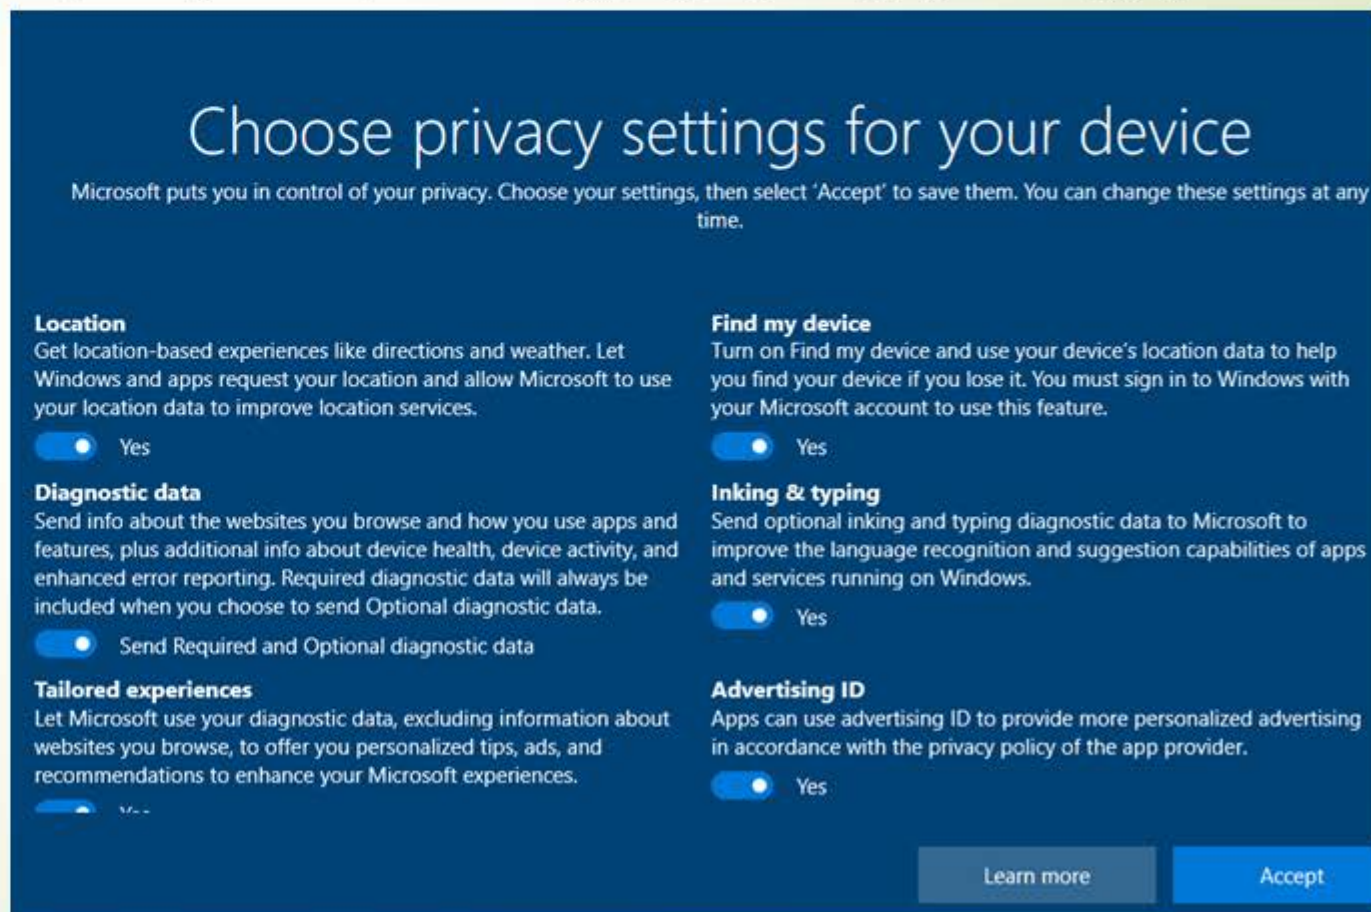 Choose privacy settings for your device
Microsoft puts you in control of your privacy. Choose your settings, then select 'Accept' to save them. You can change these settings at any
time.
Location
Get location-based experiences like directions and weather. Let
Windows and apps request your location and allow Microsoft to use
your location data to improve location services.
Yes
Diagnostic data
Send info about the websites you browse and how you use apps and
features, plus additional info about device health, device activity, and
enhanced error reporting. Required diagnostic data will always be
included when you choose to send Optional diagnostic data.
Send Required and Optional diagnostic data
Tailored experiences
Let Microsoft use your diagnostic data, excluding information about
websites you browse, to offer you personalized tips, ads, and
recommendations to enhance your Microsoft experiences.
Find my device
Turn on Find my device and use your device's location data to help
you find your device if you lose it. You must sign in to Windows with
your Microsoft account to use this feature.
Yes
Inking & typing
Send optional inking and typing diagnostic data to Microsoft to
improve the language recognition and suggestion capabilities of apps
and services running on Windows.
Yes
Advertising ID
Apps can use advertising ID to provide more personalized advertising
in accordance with the privacy policy of the app provider.
Yes
Learn more
Accept